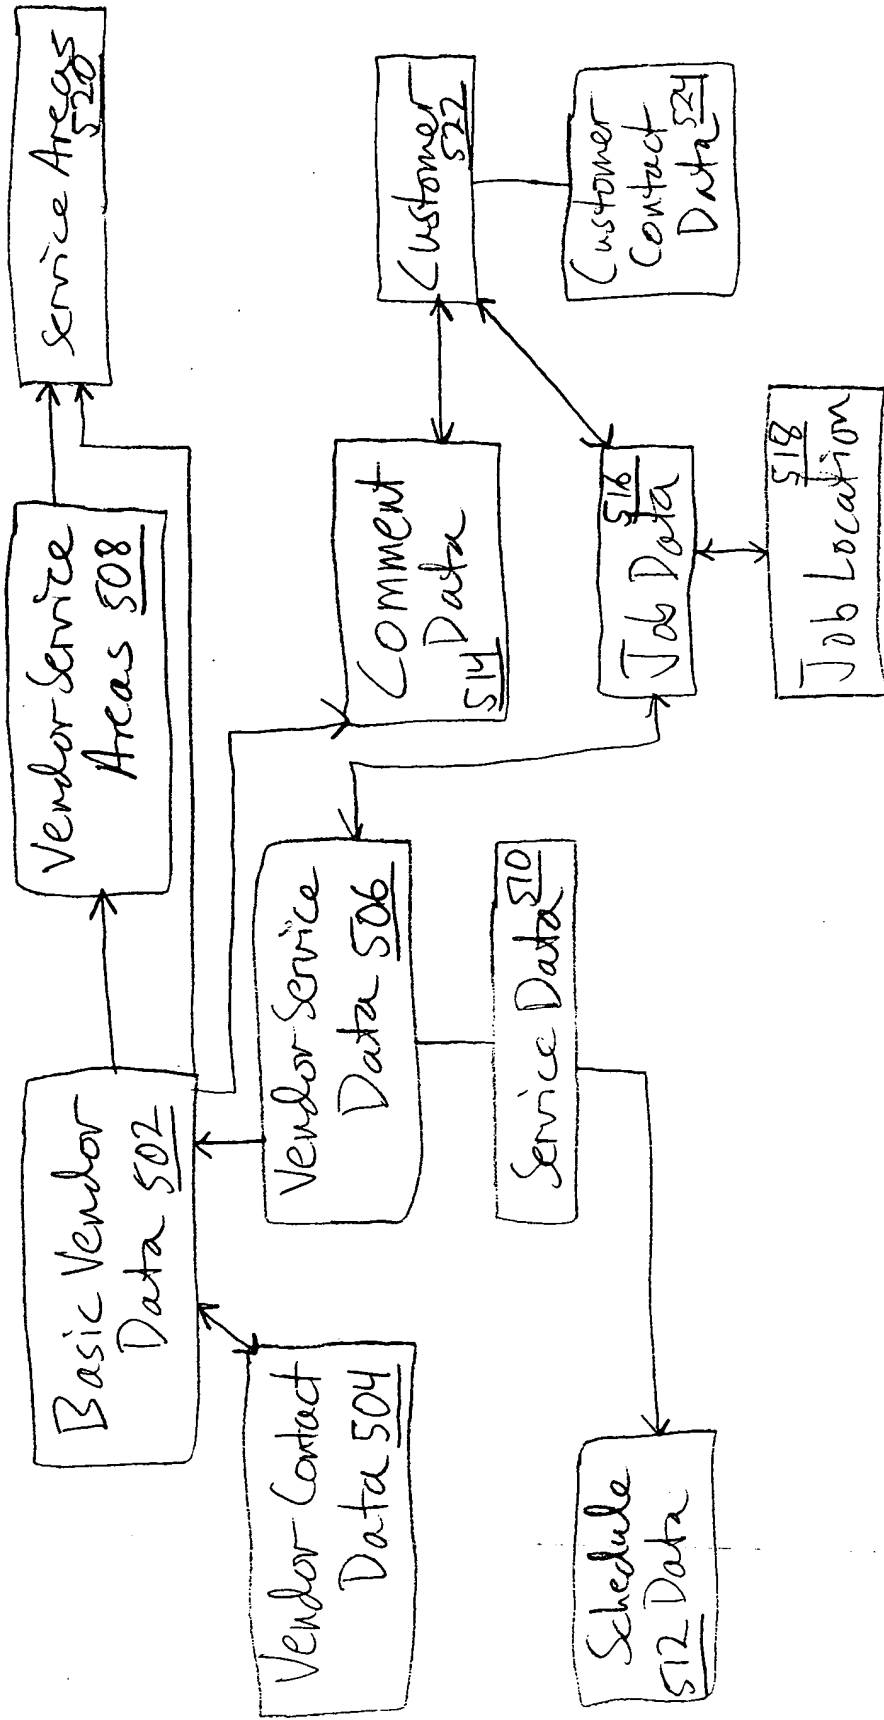 Basic Vendor
Data 502
Vendor Service
Areas 508
Service Areas
520
Vendor Contact
Data 504
Vendor Service
Data 506
Comment
Data
514
Customer
522
Service Data 510
Job Data 516
Customer
Contact
Data 524
Schedule
512 Data
Job Location
518